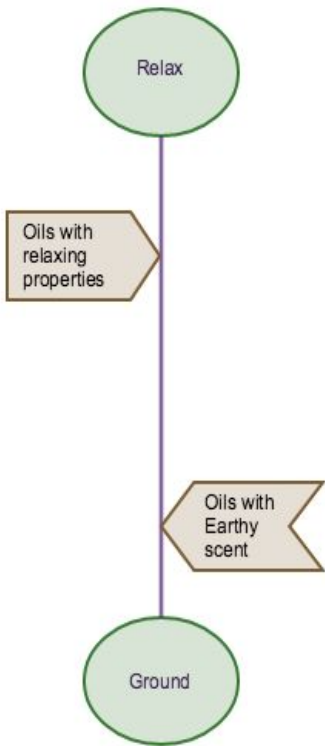 Relax
Oils with
relaxing
properties
Oils with
Earthy
scent
Ground